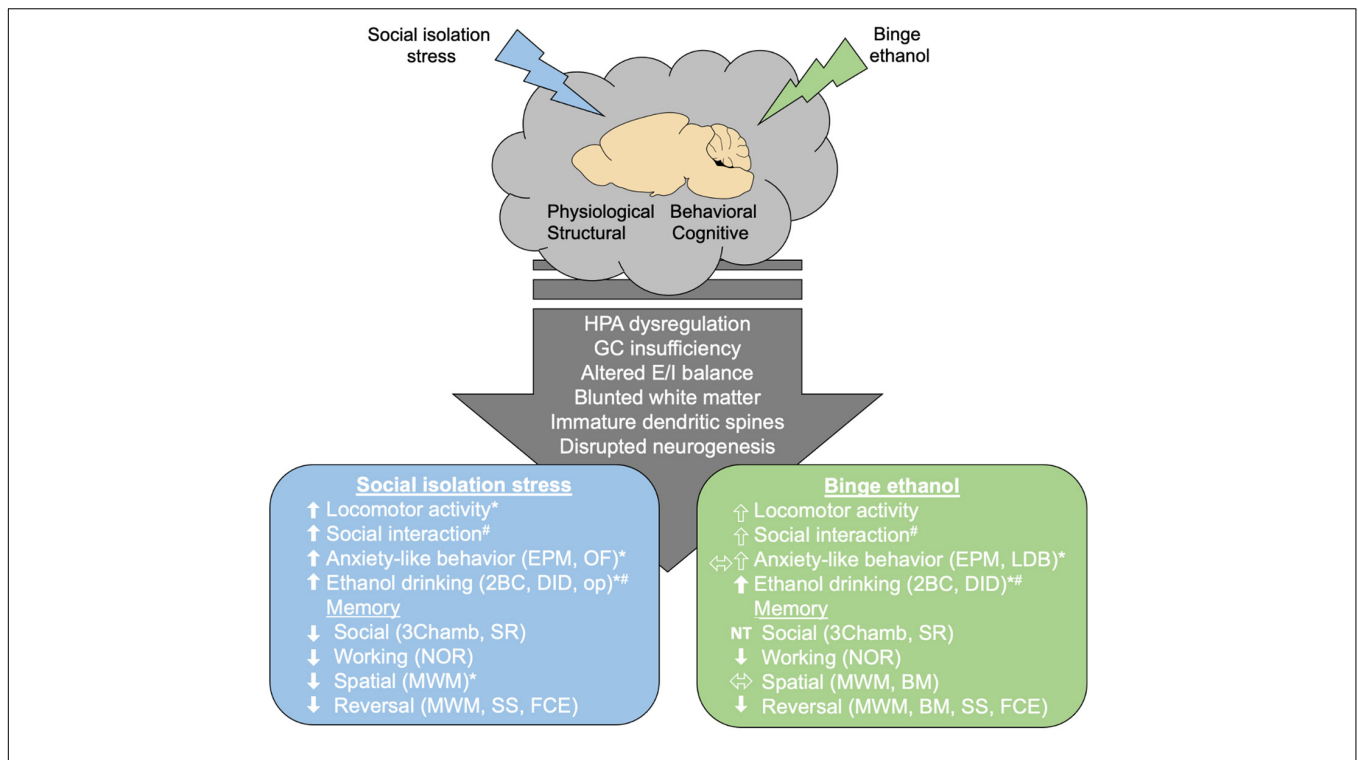 Social isolation
stress
Binge
ethanol
Physiological Behavioral
Structural Cognitive
HPA dysregulation
GC insufficiency
Altered E/I balance
Blunted white matter
Immature dendritic spines
Disrupted neurogenesis
Social isolation stress
⬆ Locomotor activity*
⬆ Social interaction#
⬆ Anxiety-like behavior (EPM, OF)*
⬆ Ethanol drinking (2BC, DID, op)*#
Memory
⬇ Social (3Chamb, SR)
⬇ Working (NOR)
⬇ Spatial (MWM)*
⬇ Reversal (MWM, SS, FCE)
Binge ethanol
⇧ Locomotor activity
⇧ Social interaction#
⬄⇧ Anxiety-like behavior (EPM, LDB)*
⬆ Ethanol drinking (2BC, DID)*#
Memory
NT Social (3Chamb, SR)
⬇ Working (NOR)
⬄ Spatial (MWM, BM)
⬇ Reversal (MWM, BM, SS, FCE)